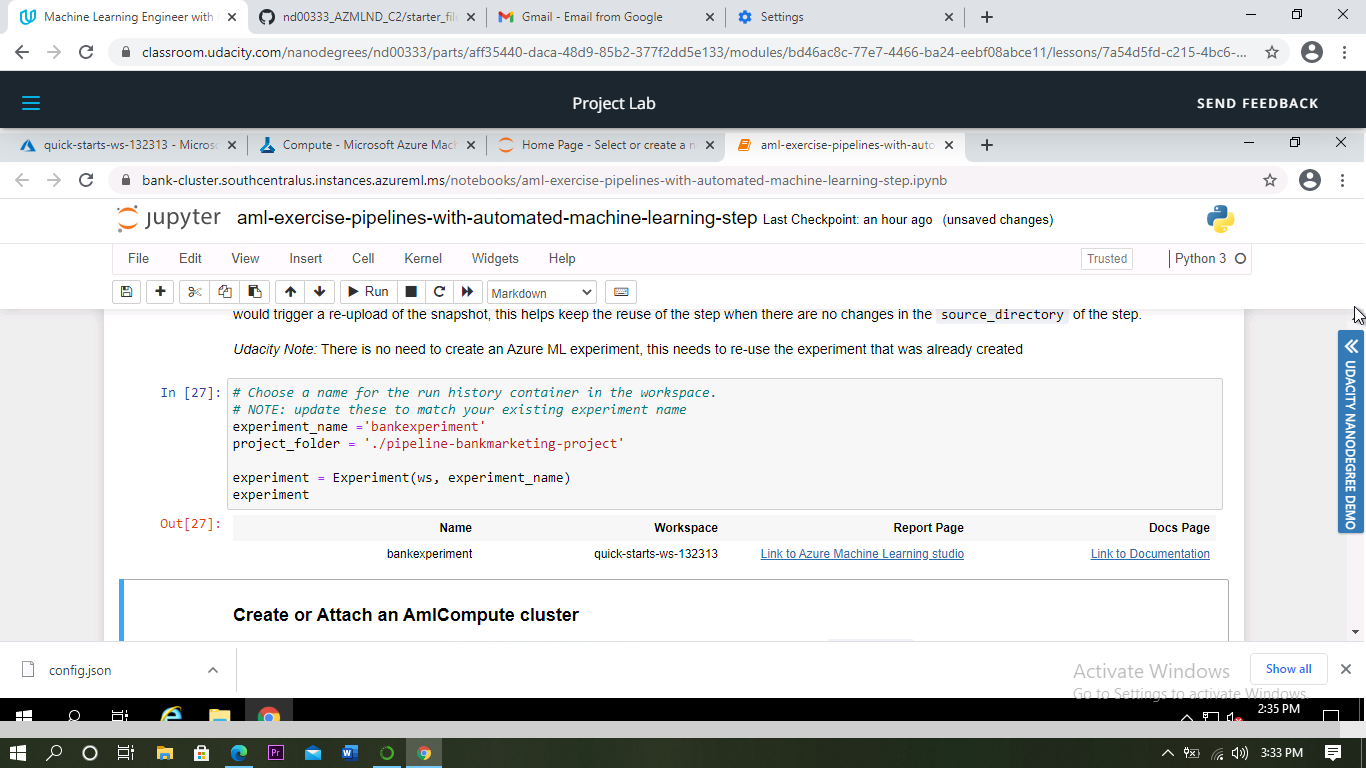 Machine Learning Engineer with
nd00333_AZMLND_C2/starter_file
Gmail - Email from Google
Settings
classroom.udacity.com/nanodegrees/nd00333/parts/aff35440-daca-48d9-85b2-377f2dd5e133/modules/bd46ac8c-77e7-4466-ba24-eebf08abce11/lessons/7a54d5fd-c215-4bc6-...
Project Lab
SEND FEEDBACK
quick-starts-ws-132313 - Micros
Compute - Microsoft Azure Mach
Home Page - Select or create a n
aml-exercise-pipelines-with-auto
bank-cluster.southcentralus.instances.azureml.ms/notebooks/aml-exercise-pipelines-with-automated-machine-learning-step.ipynb
jupyter aml-exercise-pipelines-with-automated-machine-learning-step Last Checkpoint: an hour ago (unsaved changes)
File Edit View Insert Cell Kernel Widgets Help Trusted Python 3
Run Markdown
would trigger a re-upload of the snapshot, this helps keep the reuse of the step when there are no changes in the source_directory of the step.
Udacity Note: There is no need to create an Azure ML experiment, this needs to re-use the experiment that was already created
In [27]: # Choose a name for the run history container in the workspace.
# NOTE: update these to match your existing experiment name
experiment_name ='bankexperiment'
project_folder = './pipeline-bankmarketing-project'
experiment = Experiment(ws, experiment_name)
experiment
Out[27]: Name Workspace Report Page Docs Page
bankexperiment quick-starts-ws-132313 Link to Azure Machine Learning studio Link to Documentation
Create or Attach an AmlCompute cluster
UDACITY NANODEGREE DEMO
config.json
Show all
Activate Windows
Go to Settings to activate Windows.
2:35 PM
Pr
W
3:33 PM